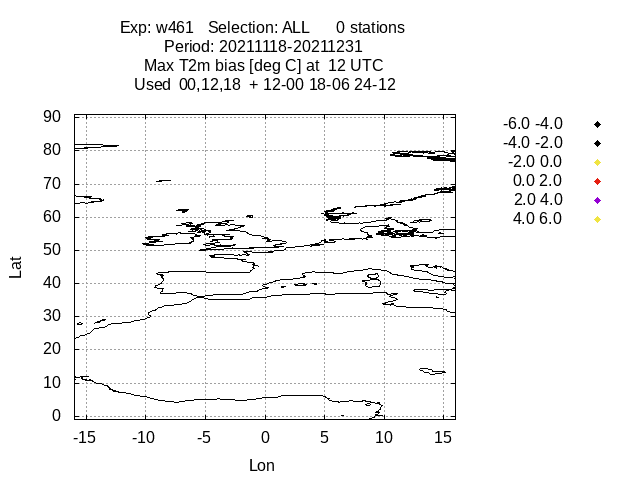 Exp: w461   Selection: ALL      0 stations
Period: 20211118-20211231
Max T2m bias [deg C] at  12 UTC
Used  00,12,18  + 12-00 18-06 24-12
90
80
70
60
50
40
30
20
10
0
Lat
-15 -10 -5 0 5 10 15
Lon
-6.0 -4.0
-4.0 -2.0
-2.0 0.0
0.0 2.0
2.0 4.0
4.0 6.0